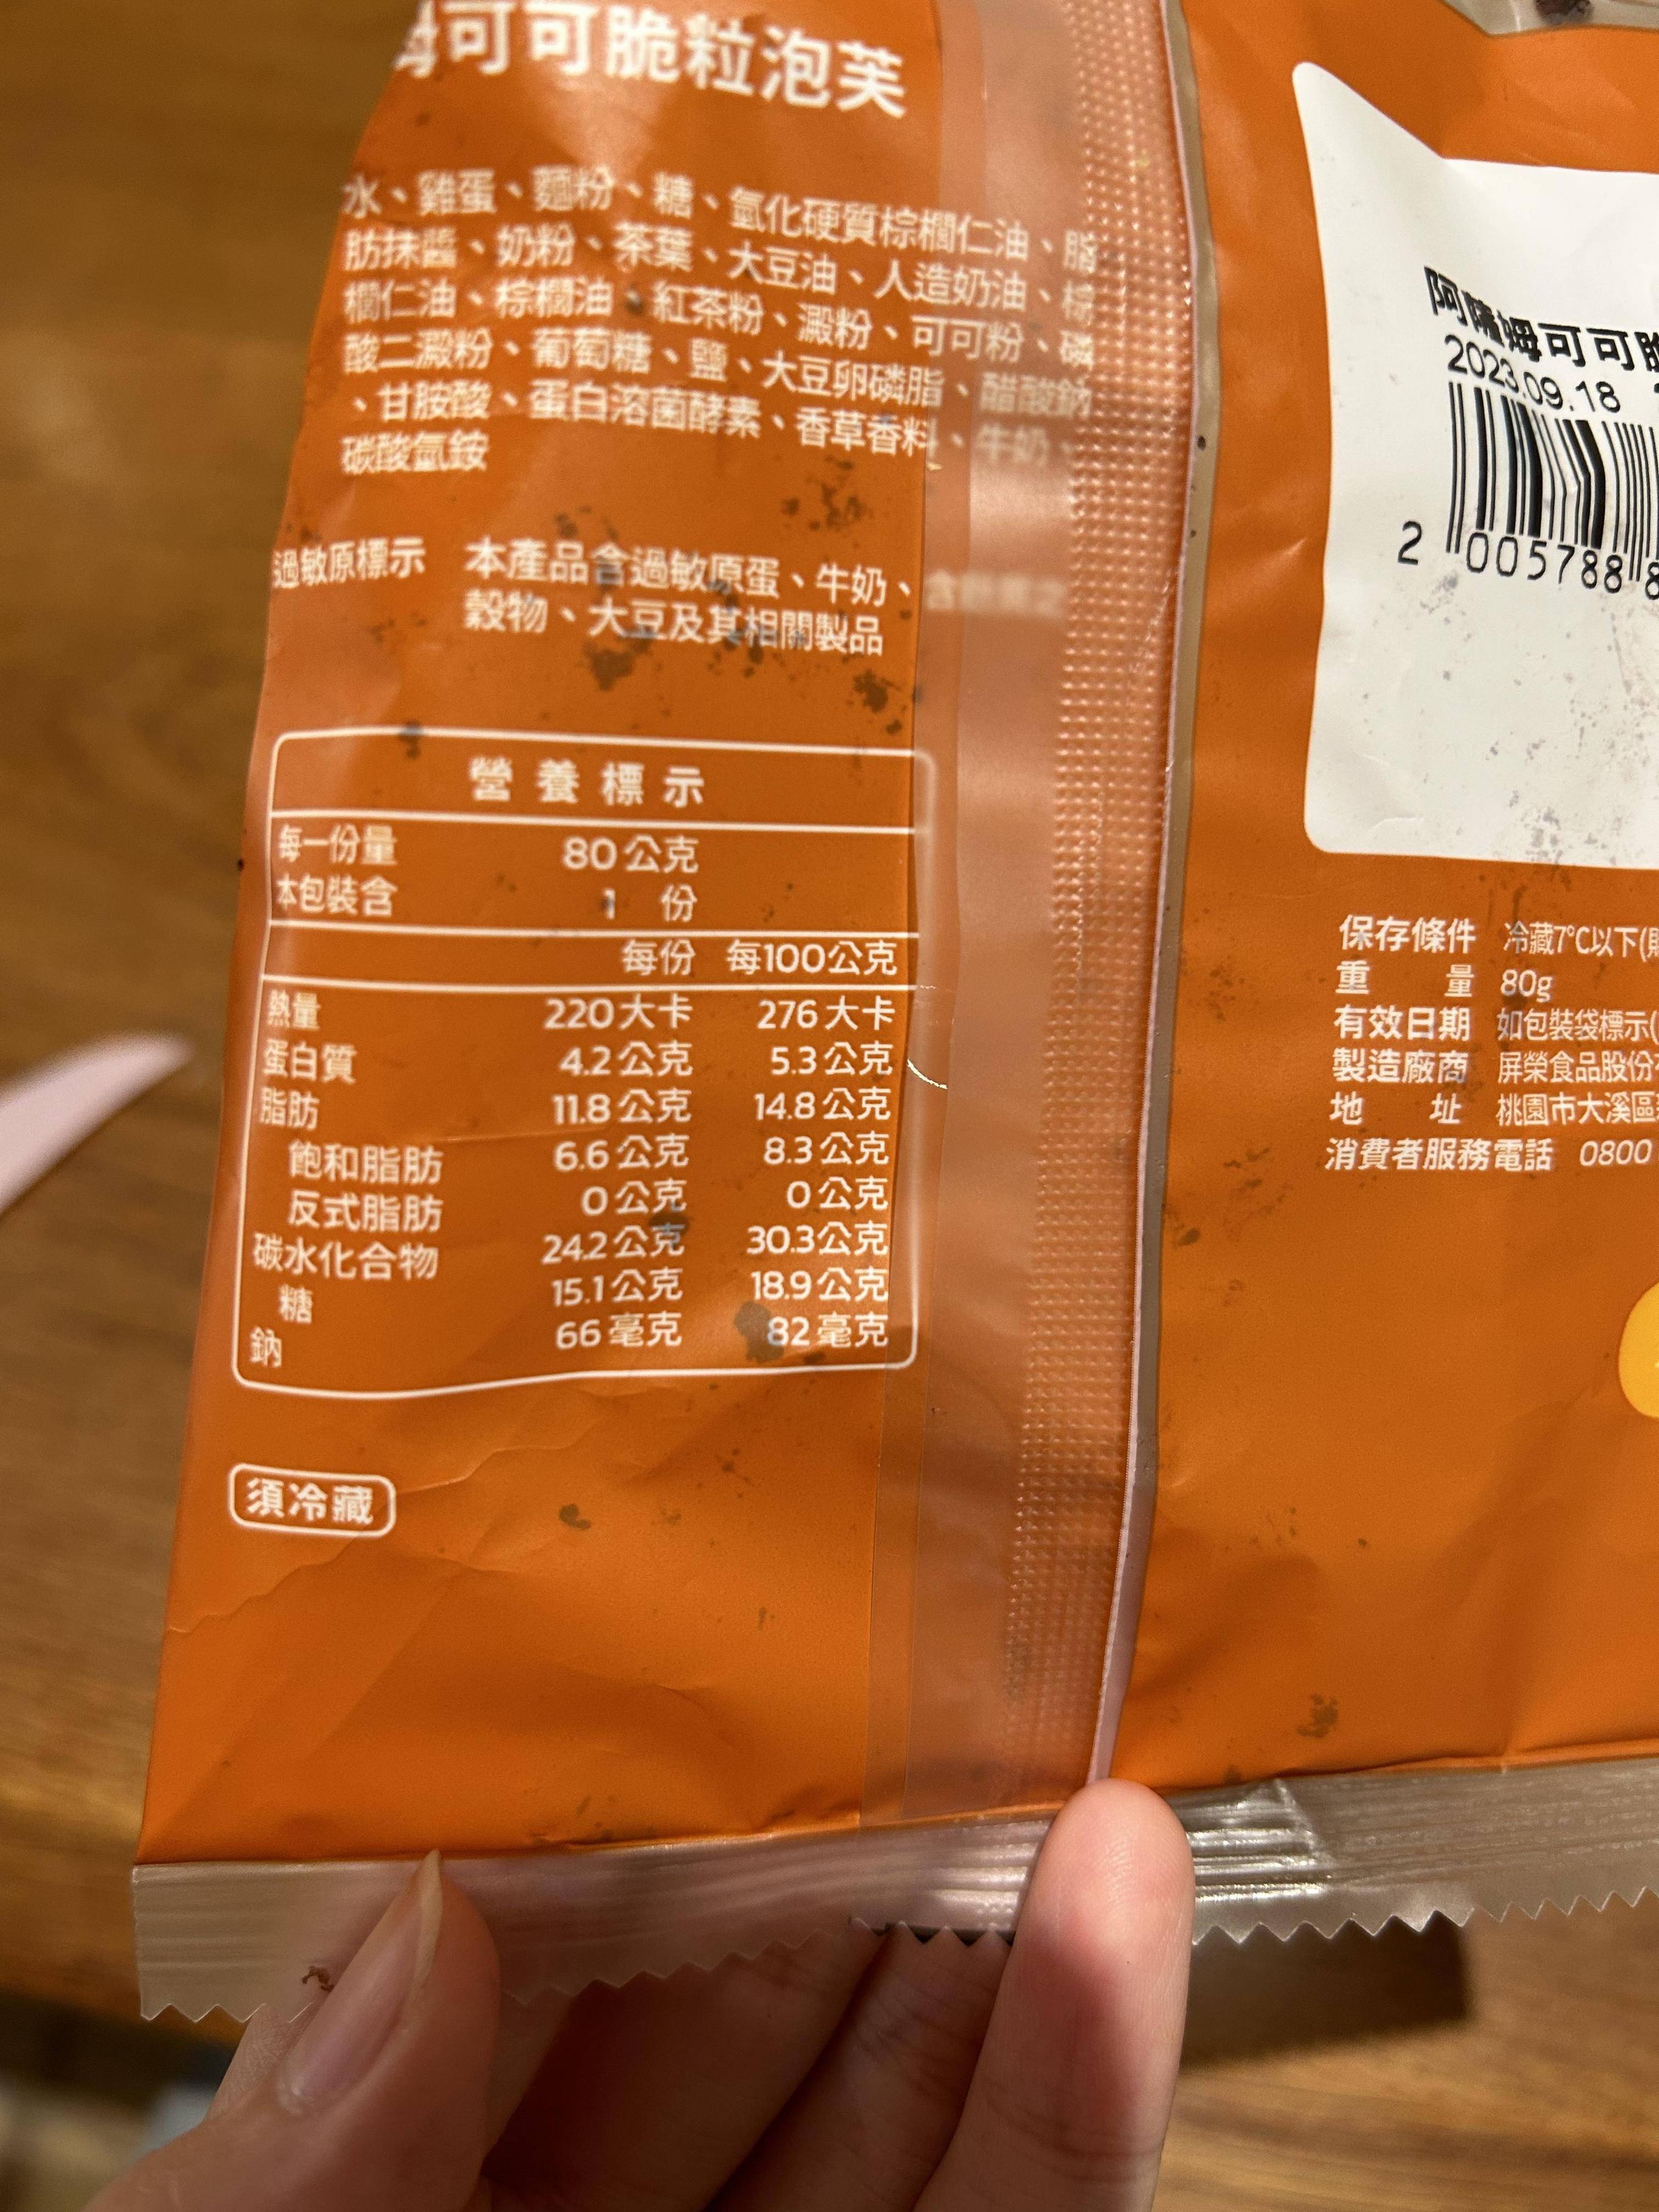 姆可可脆粒泡芙
水、雞蛋、麵粉、糖、氫化硬質棕櫚仁油、脂
肪抹醬、奶粉、茶葉、大豆油、人造奶油、棕
櫚仁油、棕櫚油、紅茶粉、澱粉、可可粉、磷
酸二澱粉、葡萄糖、鹽、大豆卵磷脂、醋酸鈉
、甘胺酸、蛋白溶菌酵素、香草香料、牛奶、
碳酸氫銨
過敏原標示 本產品含過敏原蛋、牛奶、含麩質之
穀物、大豆及其相關製品
營養標示
每一份量 80公克
本包裝含 1 份
每份 每100公克
熱量 220大卡 276大卡
蛋白質 4.2公克 5.3公克
脂肪 11.8公克 14.8公克
飽和脂肪 6.6公克 8.3公克
反式脂肪 0公克 0公克
碳水化合物 24.2公克 30.3公克
糖 15.1公克 18.9公克
鈉 66毫克 82毫克
須冷藏
阿薩姆可可脆
2023.09.18
2 005788 8
保存條件 冷藏7°C以下(
重量 80g
有效日期 如包裝袋標示(
製造廠商 屏榮食品股份
地址 桃園市大溪區
消費者服務電話 0800